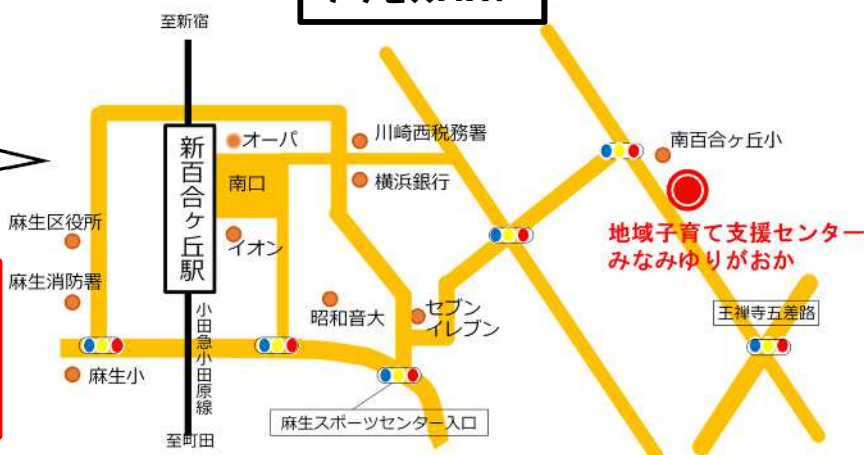 至新宿
オーパ
川崎西税務署
南百合ヶ丘小
新百合ヶ丘駅
南口
横浜銀行
麻生区役所
イオン
地域子育て支援センター
みなみゆりがおか
麻生消防署
小田急小田原線
昭和音大
セブン
イレブン
王禅寺五差路
麻生小
麻生スポーツセンター入口
至町田